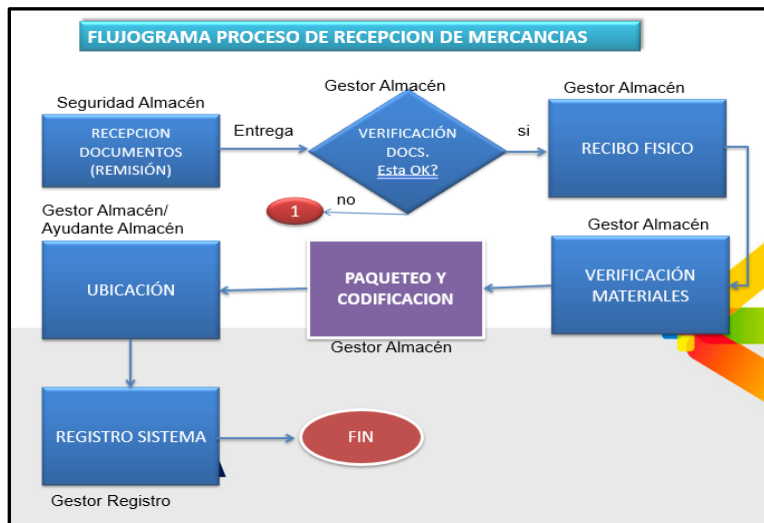 FLUJOGRAMA PROCESO DE RECEPCION DE MERCANCIAS
Seguridad Almacén
RECEPCION
DOCUMENTOS
(REMISIÓN)
Entrega
Gestor Almacén
VERIFICACIÓN
DOCS.
Esta OK?
si
no
1
Gestor Almacén
RECIBO FISICO
Gestor Almacén
VERIFICACIÓN
MATERIALES
PAQUETEO Y
CODIFICACION
Gestor Almacén
Gestor Almacén/
Ayudante Almacén
UBICACIÓN
REGISTRO SISTEMA
Gestor Registro
FIN